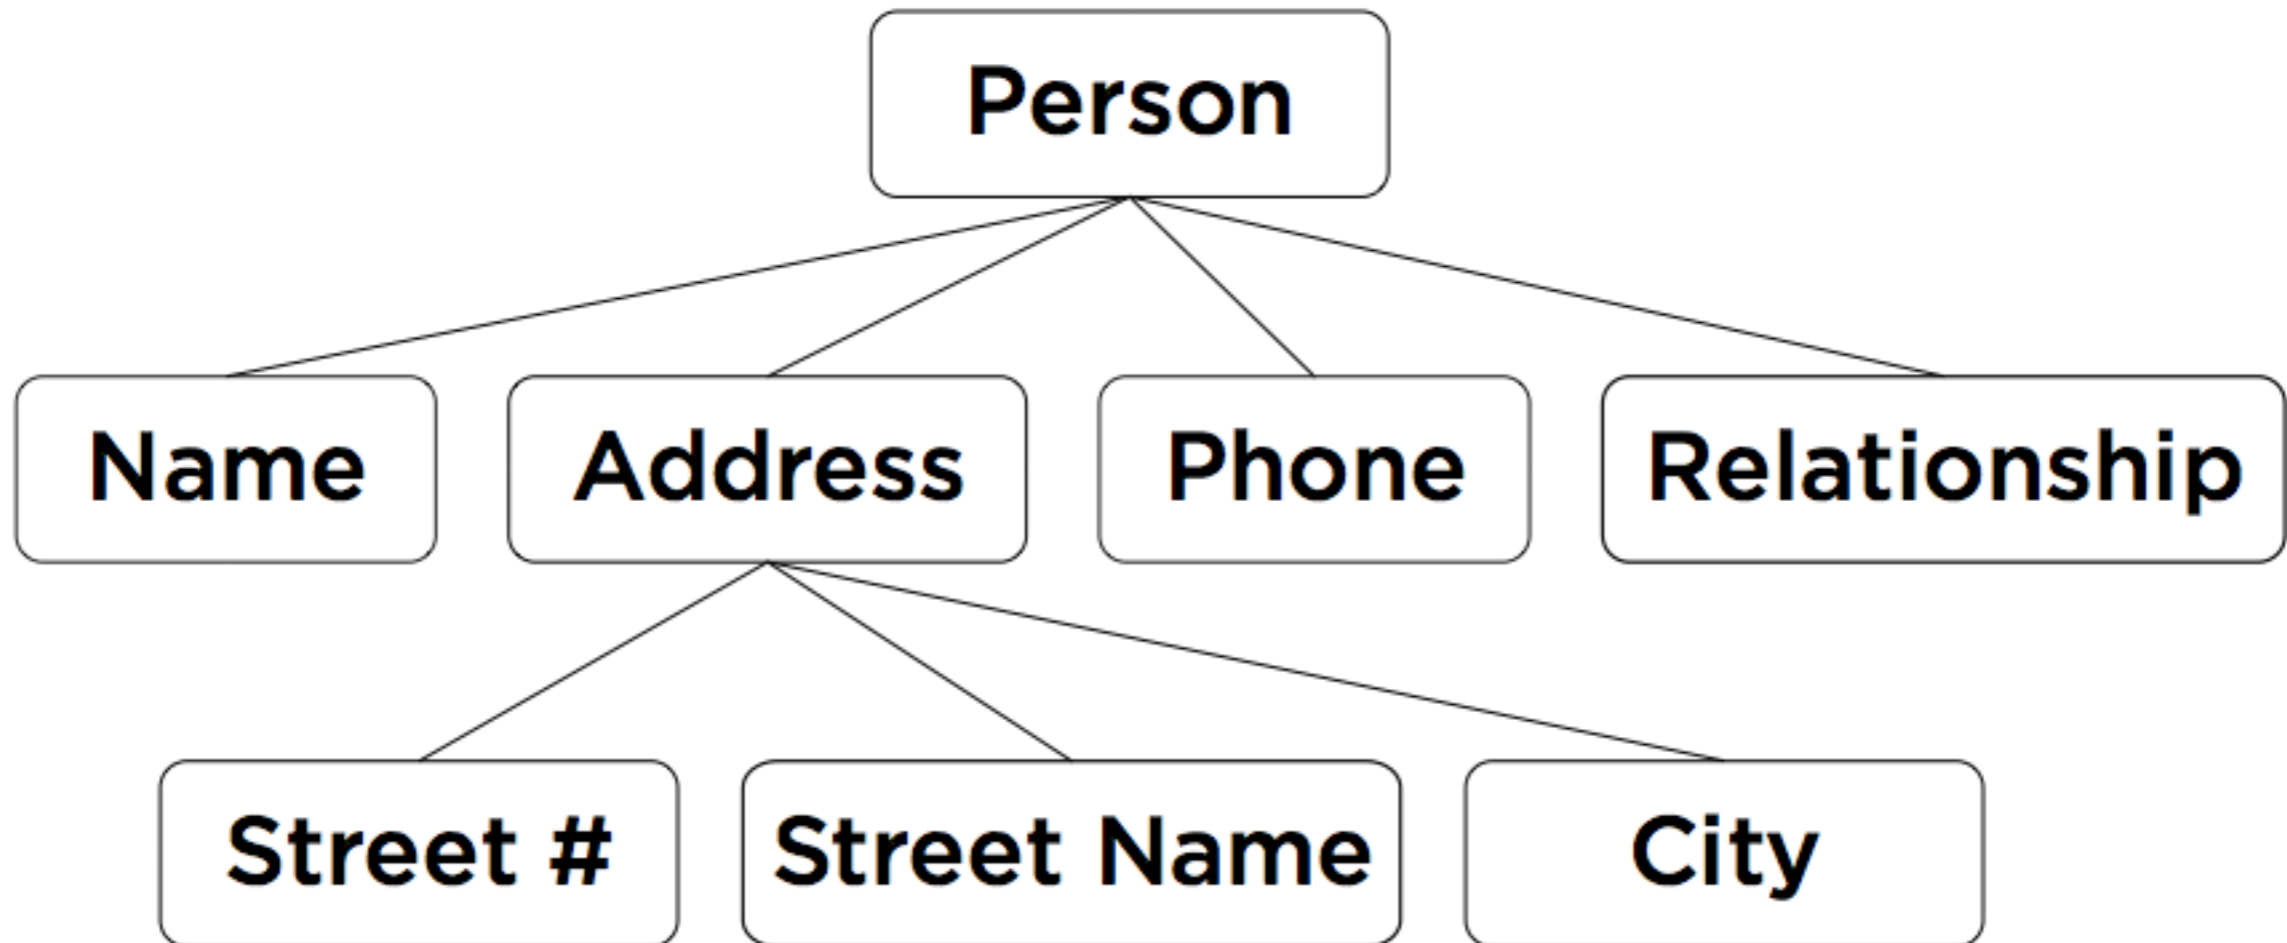 Person
Name
Address
Phone
Relationship
Street #
Street Name
City